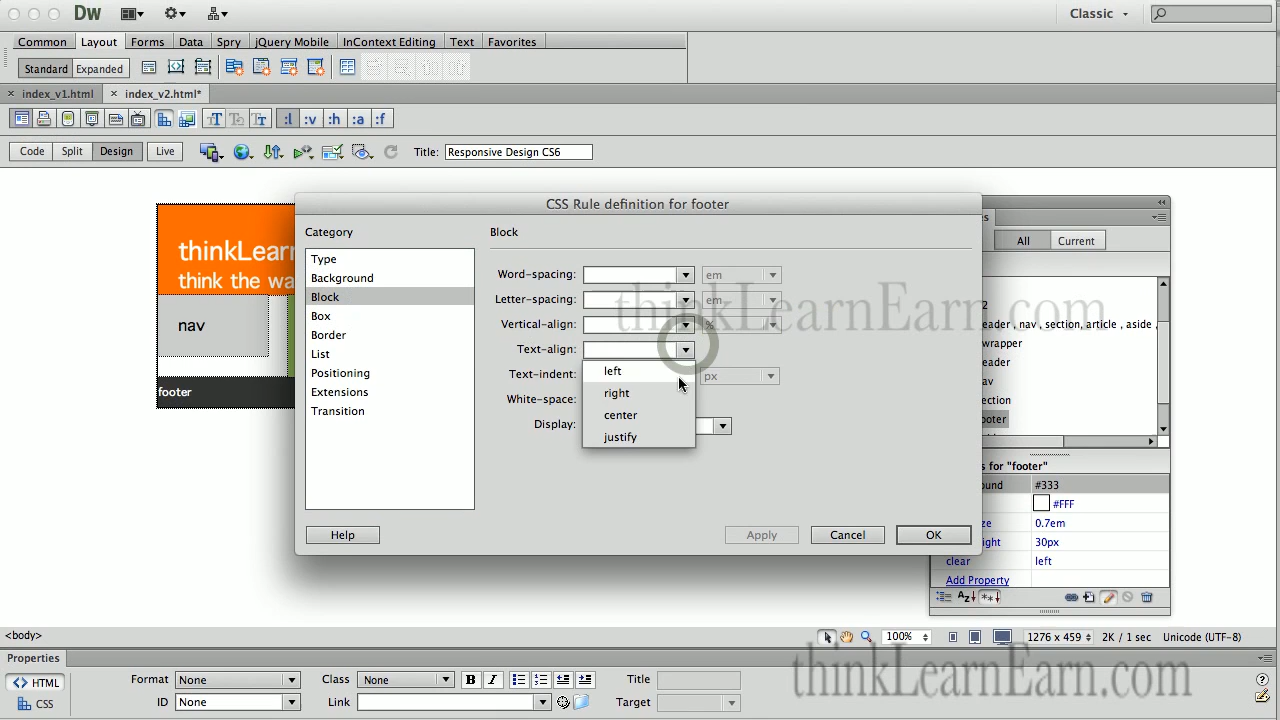 Dw
Classic
Common Layout Forms Data Spry jQuery Mobile InContext Editing Text Favorites
Standard Expanded
× index_v1.html × index_v2.html*
:l :v :h :a :f
Code Split Design Live Title: Responsive Design CS6
CSS Rule definition for footer
Category
Block
Type
Background
Block
Box
Border
List
Positioning
Extensions
Transition
Word-spacing: em
Letter-spacing: em
Vertical-align: %
Text-align:
left
right
center
justify
Text-indent: px
White-space:
Display:
Help Apply Cancel OK
thinkLearn
think the wa
nav
footer
thinkLearnEarn.com
All Current
2
eader , nav , section, article , aside ,
wrapper
eader
av
ection
ooter
s for "footer"
ound #333
#FFF
ze 0.7em
ight 30px
clear left
Add Property
<body>
100% 1276 x 459 2K / 1 sec Unicode (UTF-8)
Properties
<> HTML
CSS
Format None Class None B I Title
ID None Link Target
thinkLearnEarn.com